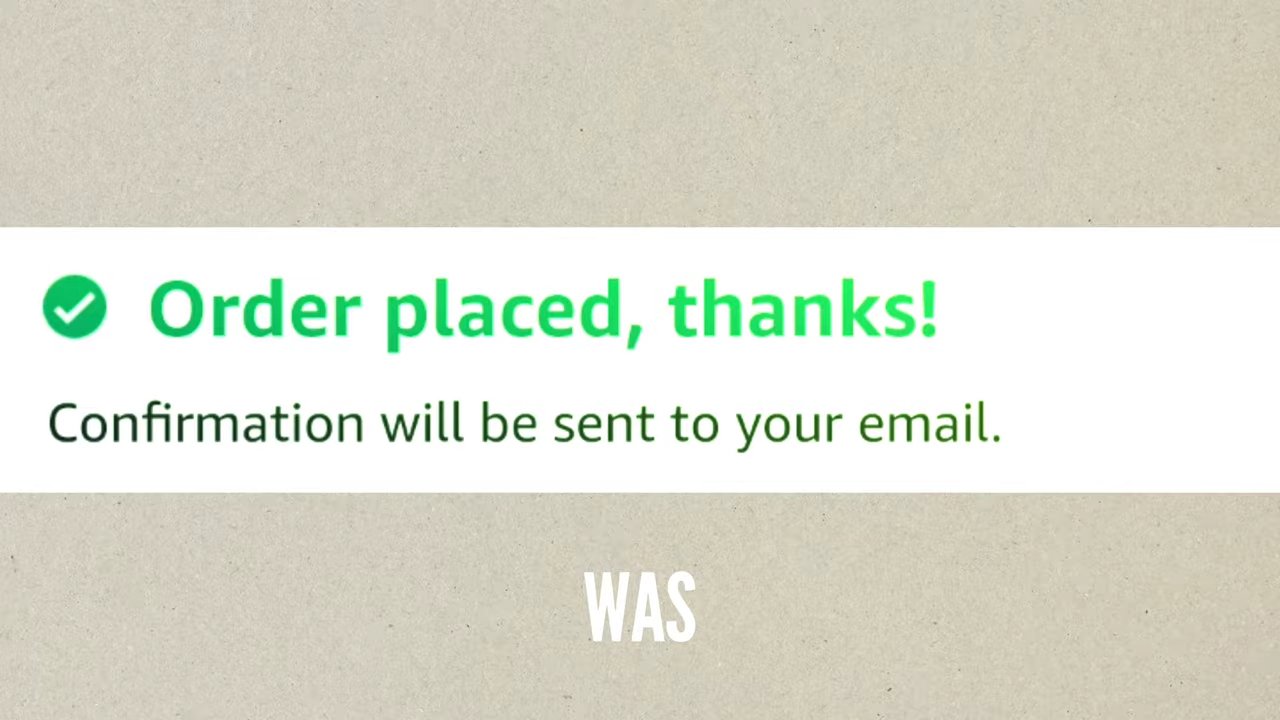 Order placed, thanks!
Confirmation will be sent to your email.
WAS